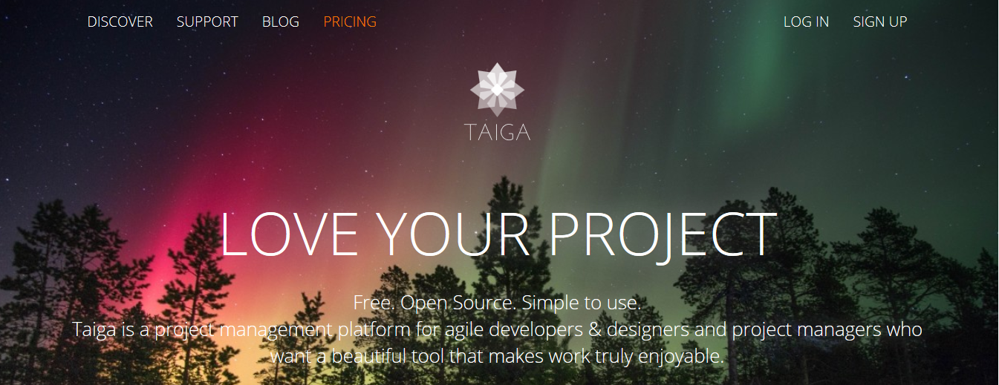 DISCOVER SUPPORT BLOG PRICING LOG IN SIGN UP
TAIGA
LOVE YOUR PROJECT
Free. Open Source. Simple to use.
Taiga is a project management platform for agile developers & designers and project managers who
want a beautiful tool that makes work truly enjoyable.